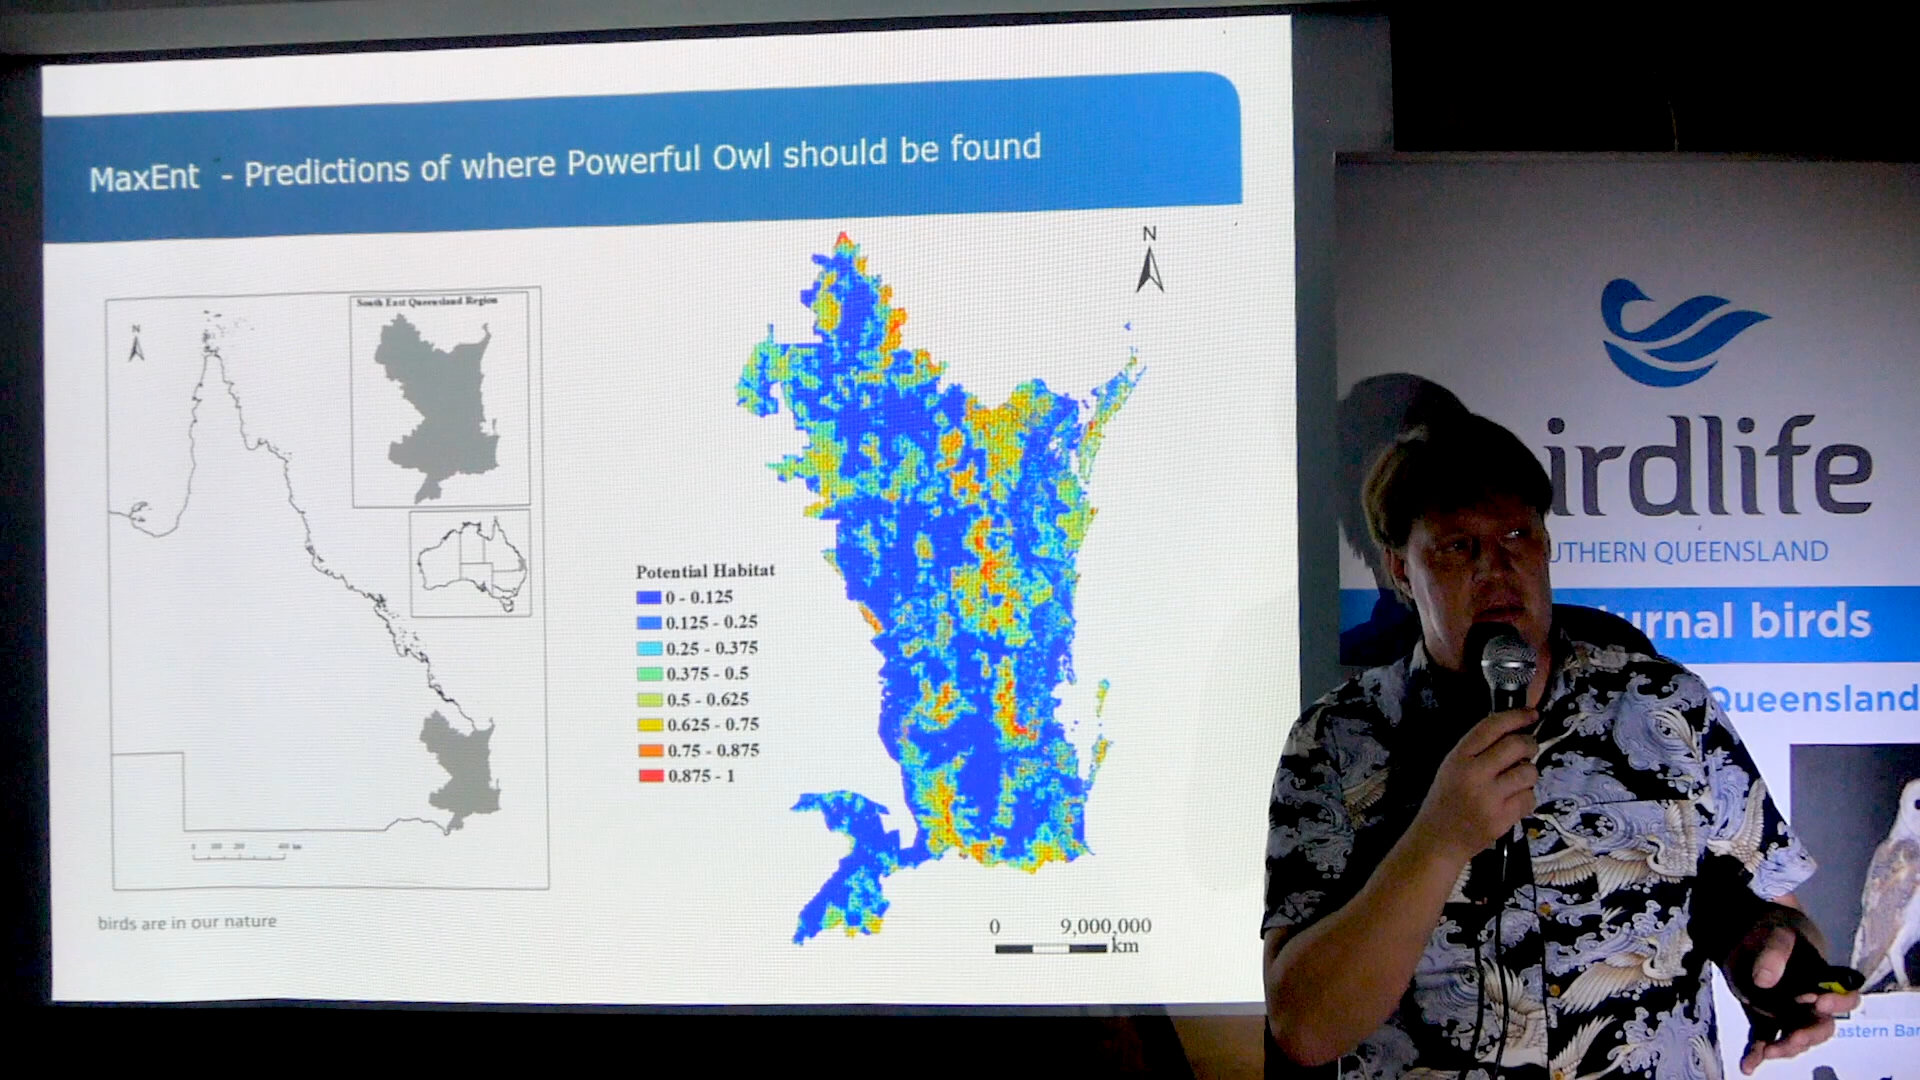 MaxEnt - Predictions of where Powerful Owl should be found
N
South East Queensland Region
N
Potential Habitat
0 - 0.125
0.125 - 0.25
0.25 - 0.375
0.375 - 0.5
0.5 - 0.625
0.625 - 0.75
0.75 - 0.875
0.875 - 1
0 9,000,000
km
birds are in our nature
irdlife
UTHERN QUEENSLAND
urnal birds
Queensland
astern Bar